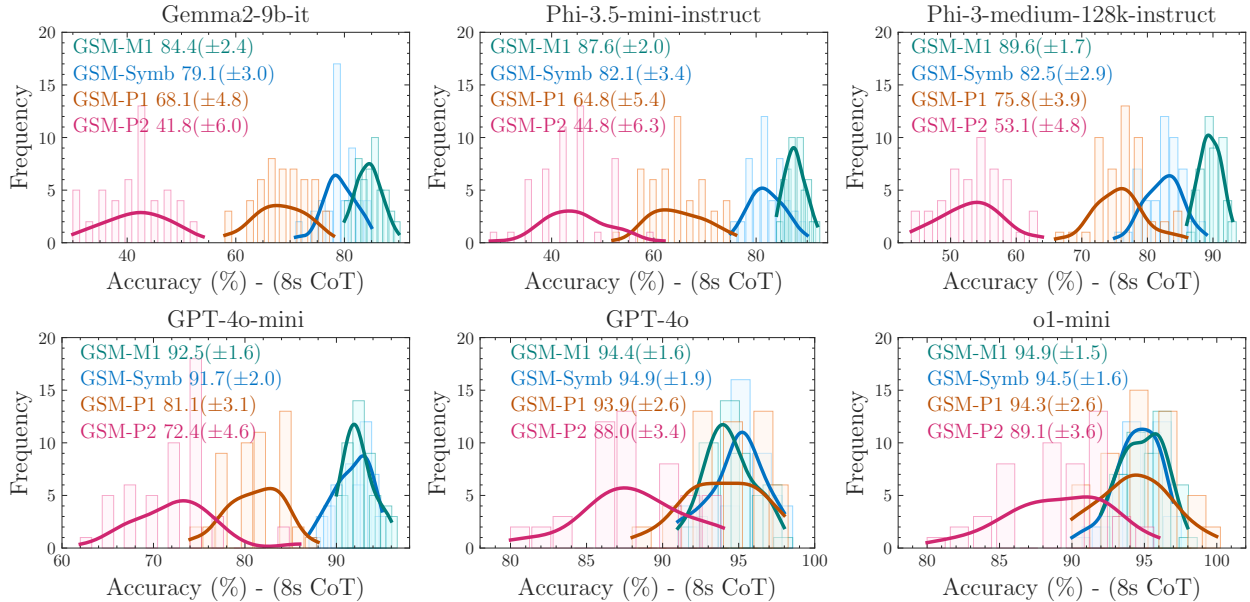 Gemma2-9b-it
GSM-M1 84.4(±2.4)
GSM-Symb 79.1(±3.0)
GSM-P1 68.1(±4.8)
GSM-P2 41.8(±6.0)
Frequency
20
15
10
5
0
40
60
80
Accuracy (%) - (8s CoT)
Phi-3.5-mini-instruct
GSM-M1 87.6(±2.0)
GSM-Symb 82.1(±3.4)
GSM-P1 64.8(±5.4)
GSM-P2 44.8(±6.3)
Frequency
20
15
10
5
0
40
60
80
Accuracy (%) - (8s CoT)
Phi-3-medium-128k-instruct
GSM-M1 89.6(±1.7)
GSM-Symb 82.5(±2.9)
GSM-P1 75.8(±3.9)
GSM-P2 53.1(±4.8)
Frequency
20
15
10
5
0
50
60
70
80
90
Accuracy (%) - (8s CoT)
GPT-4o-mini
GSM-M1 92.5(±1.6)
GSM-Symb 91.7(±2.0)
GSM-P1 81.1(±3.1)
GSM-P2 72.4(±4.6)
Frequency
20
15
10
5
0
60
70
80
90
Accuracy (%) - (8s CoT)
GPT-4o
GSM-M1 94.4(±1.6)
GSM-Symb 94.9(±1.9)
GSM-P1 93.9(±2.6)
GSM-P2 88.0(±3.4)
Frequency
20
15
10
5
0
80
85
90
95
100
Accuracy (%) - (8s CoT)
o1-mini
GSM-M1 94.9(±1.5)
GSM-Symb 94.5(±1.6)
GSM-P1 94.3(±2.6)
GSM-P2 89.1(±3.6)
Frequency
20
15
10
5
0
80
85
90
95
100
Accuracy (%) - (8s CoT)